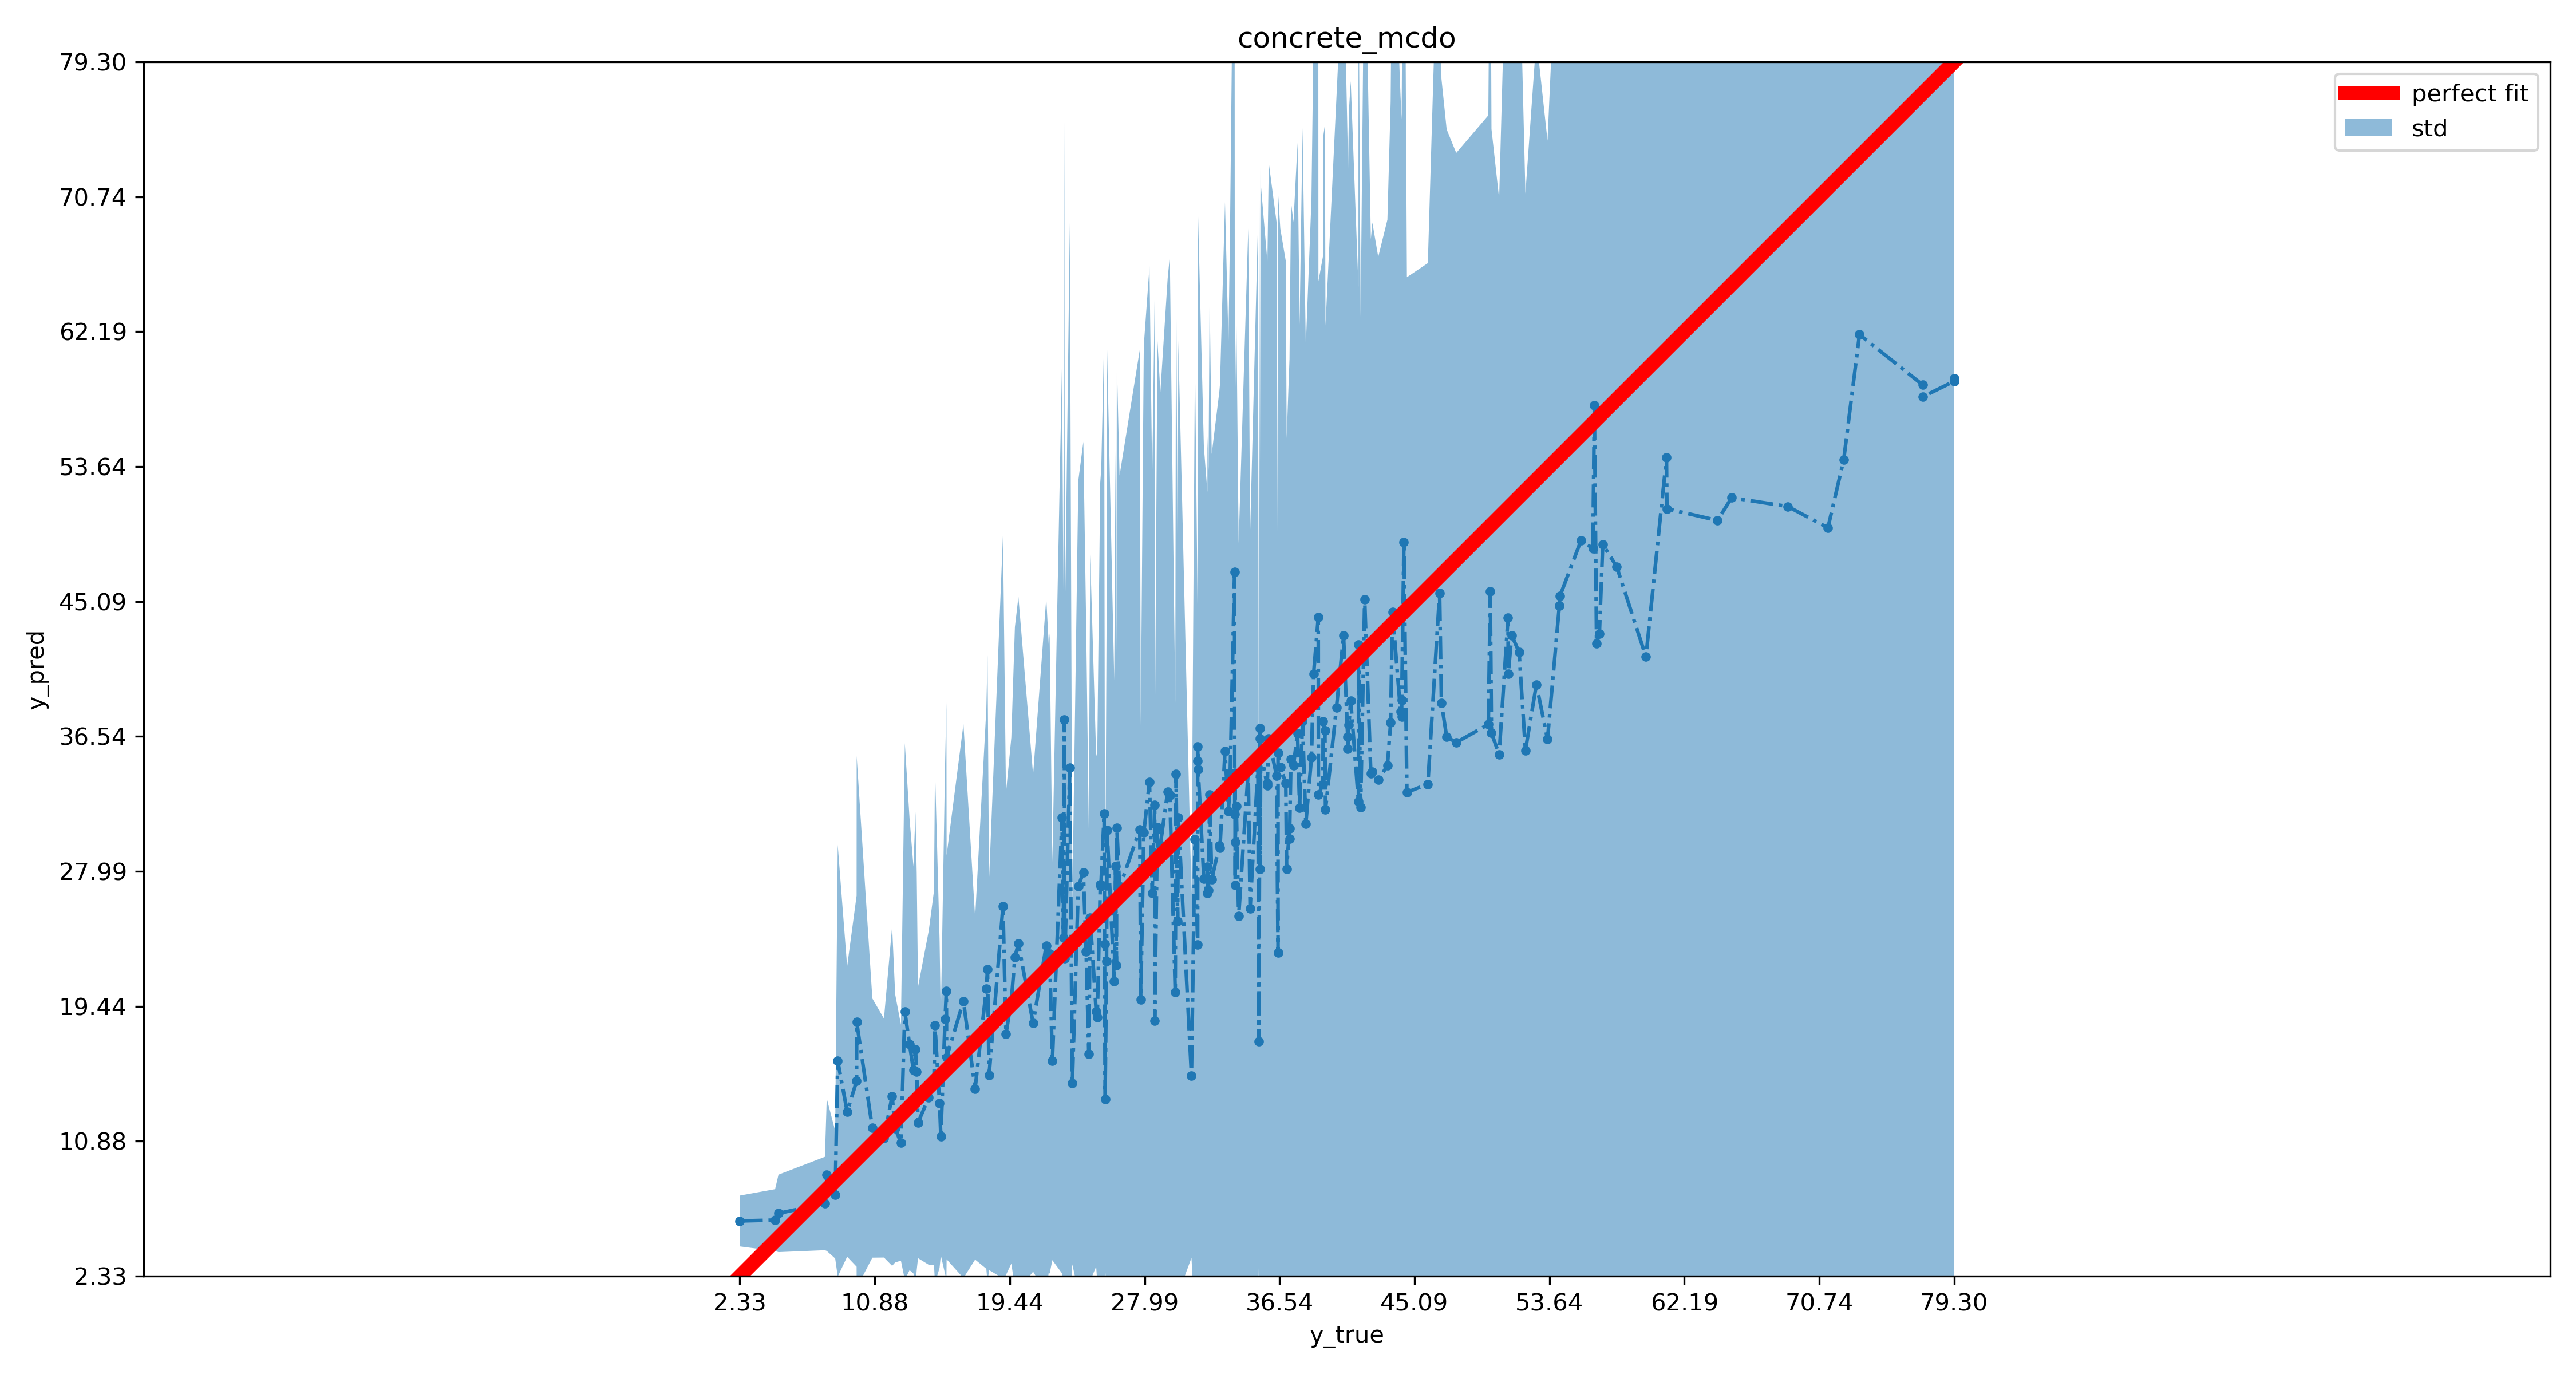 concrete_mcdo
79.30
70.74
62.19
53.64
45.09
36.54
27.99
19.44
10.88
2.33
y_pred
perfect fit
std
2.33 10.88 19.44 27.99 36.54 45.09 53.64 62.19 70.74 79.30
y_true